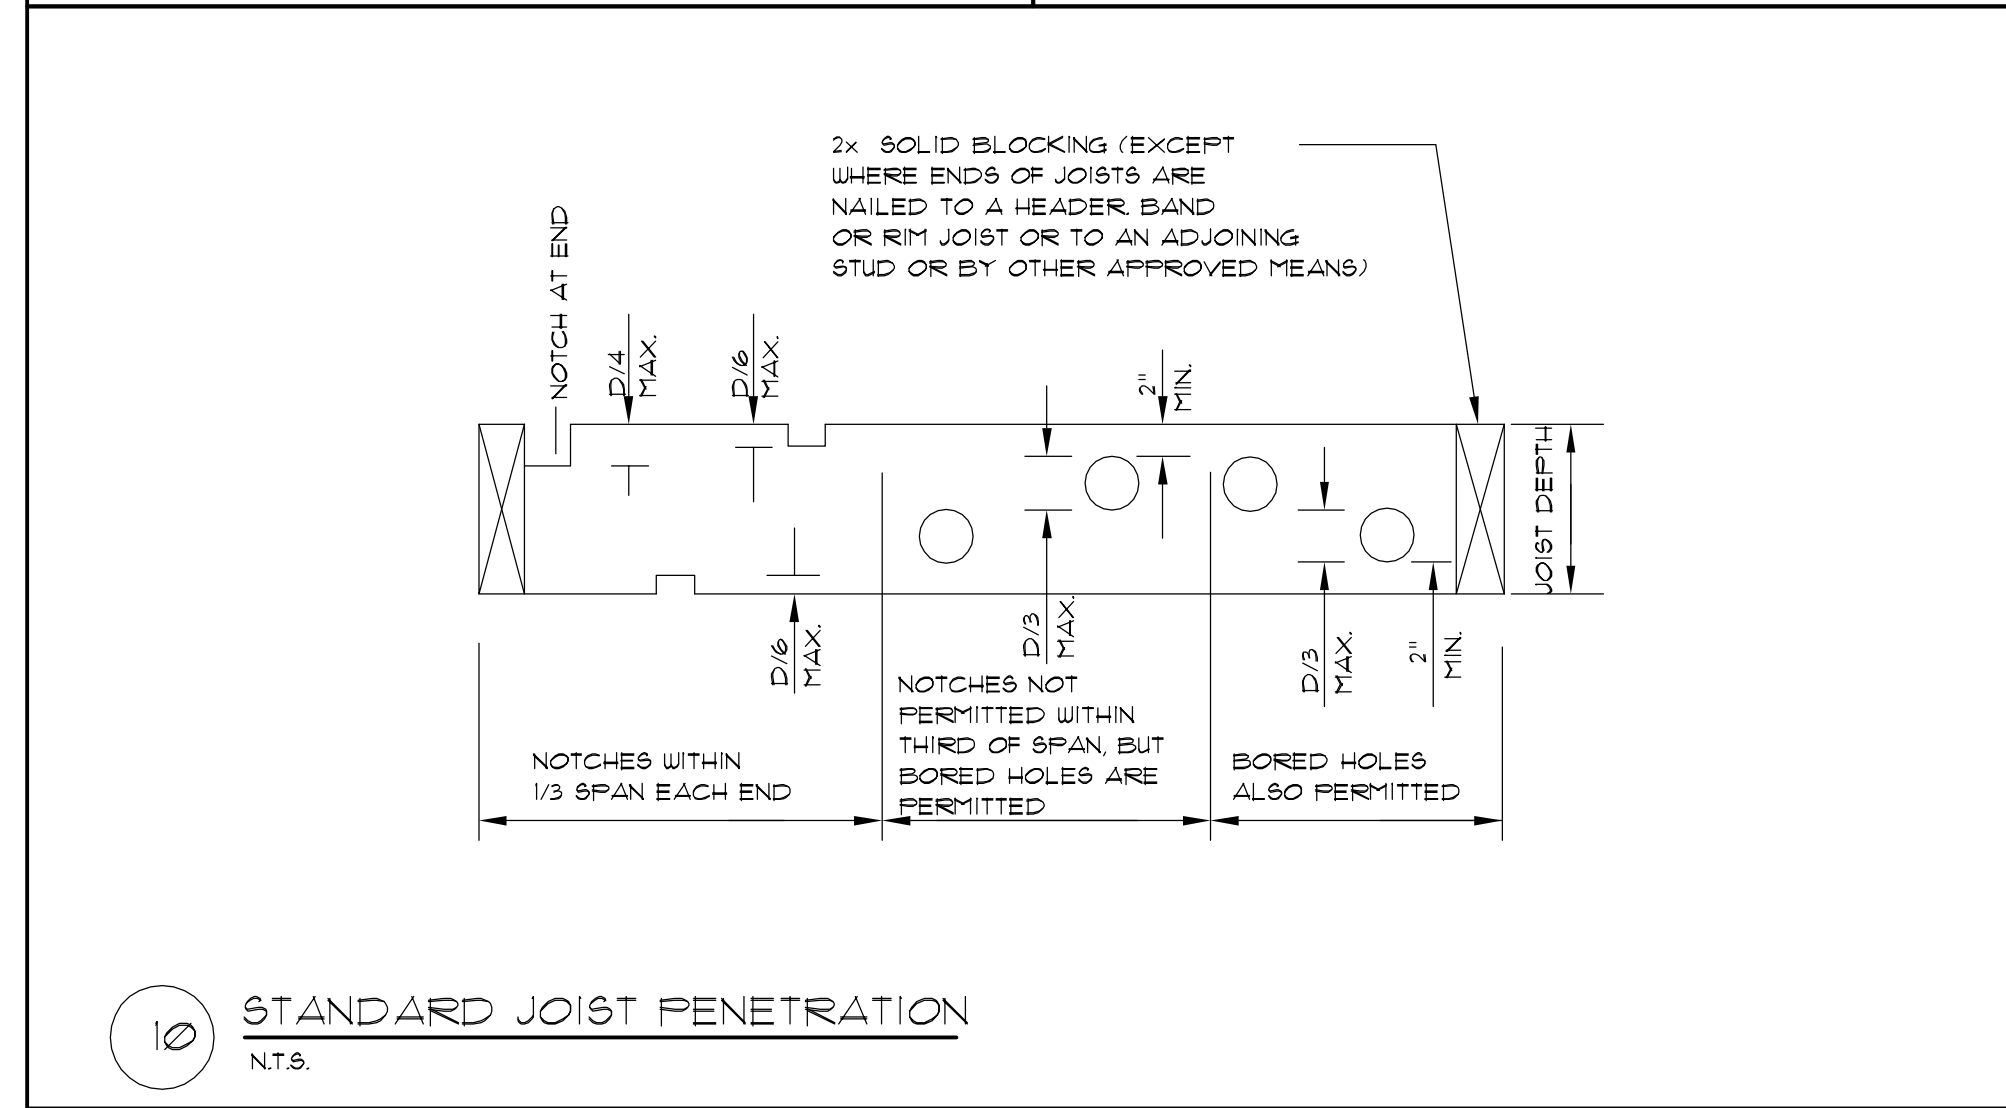 2x SOLID BLOCKING (EXCEPT
WHERE ENDS OF JOISTS ARE
NAILED TO A HEADER. BAND
OR RIM JOIST OR TO AN ADJOINING
STUD OR BY OTHER APPROVED MEANS)
NOTCH AT END
D/4
MAX.
D/6
MAX.
2"
MIN.
JOIST DEPTH
D/6
MAX.
D/3
MAX.
D/3
MAX.
2"
MIN.
NOTCHES WITHIN
1/3 SPAN EACH END
NOTCHES NOT
PERMITTED WITHIN
THIRD OF SPAN, BUT
BORED HOLES ARE
PERMITTED
BORED HOLES
ALSO PERMITTED
10
STANDARD JOIST PENETRATION
N.T.S.